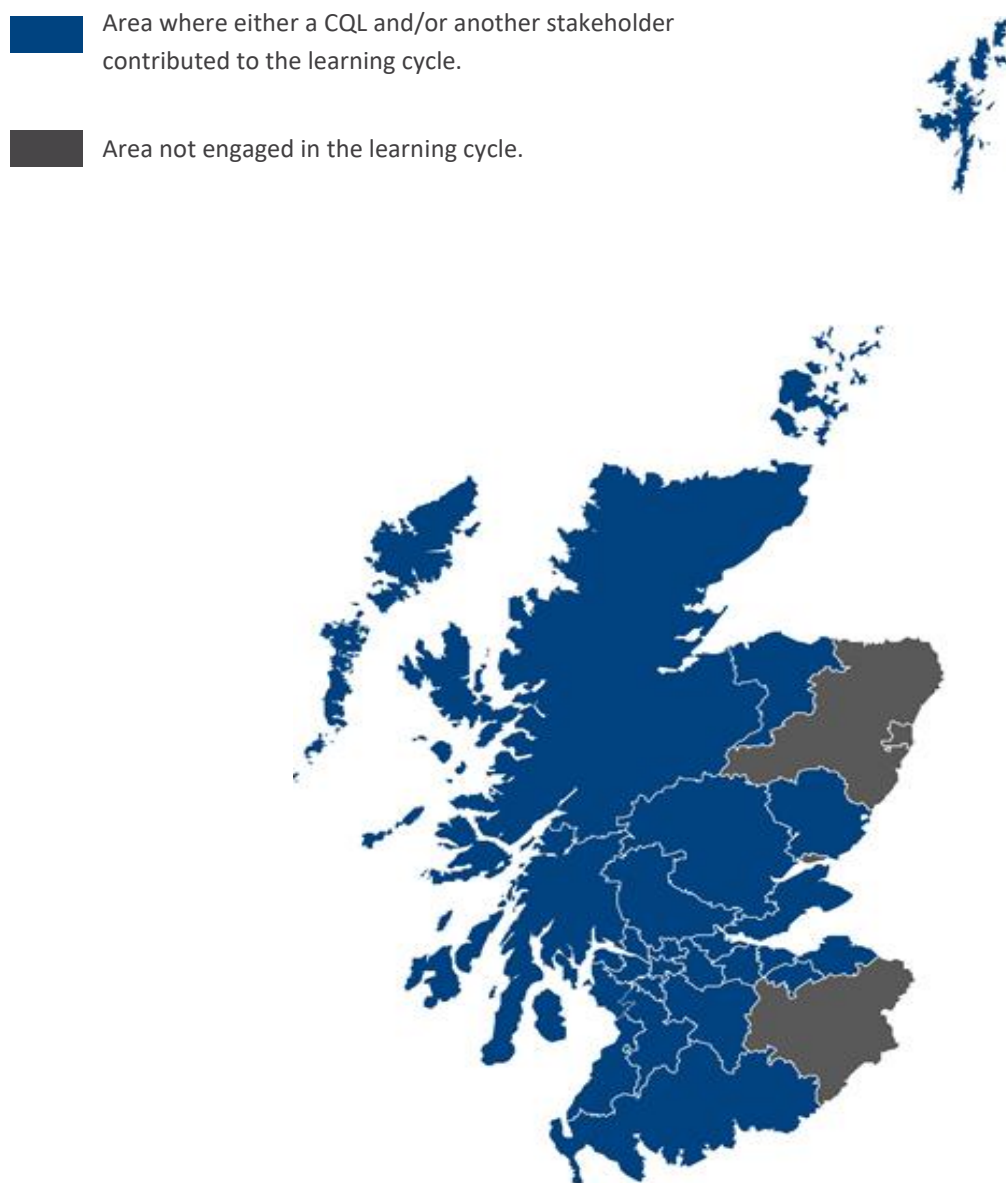 Area where either a CQL and/or another stakeholder
contributed to the learning cycle.
Area not engaged in the learning cycle.